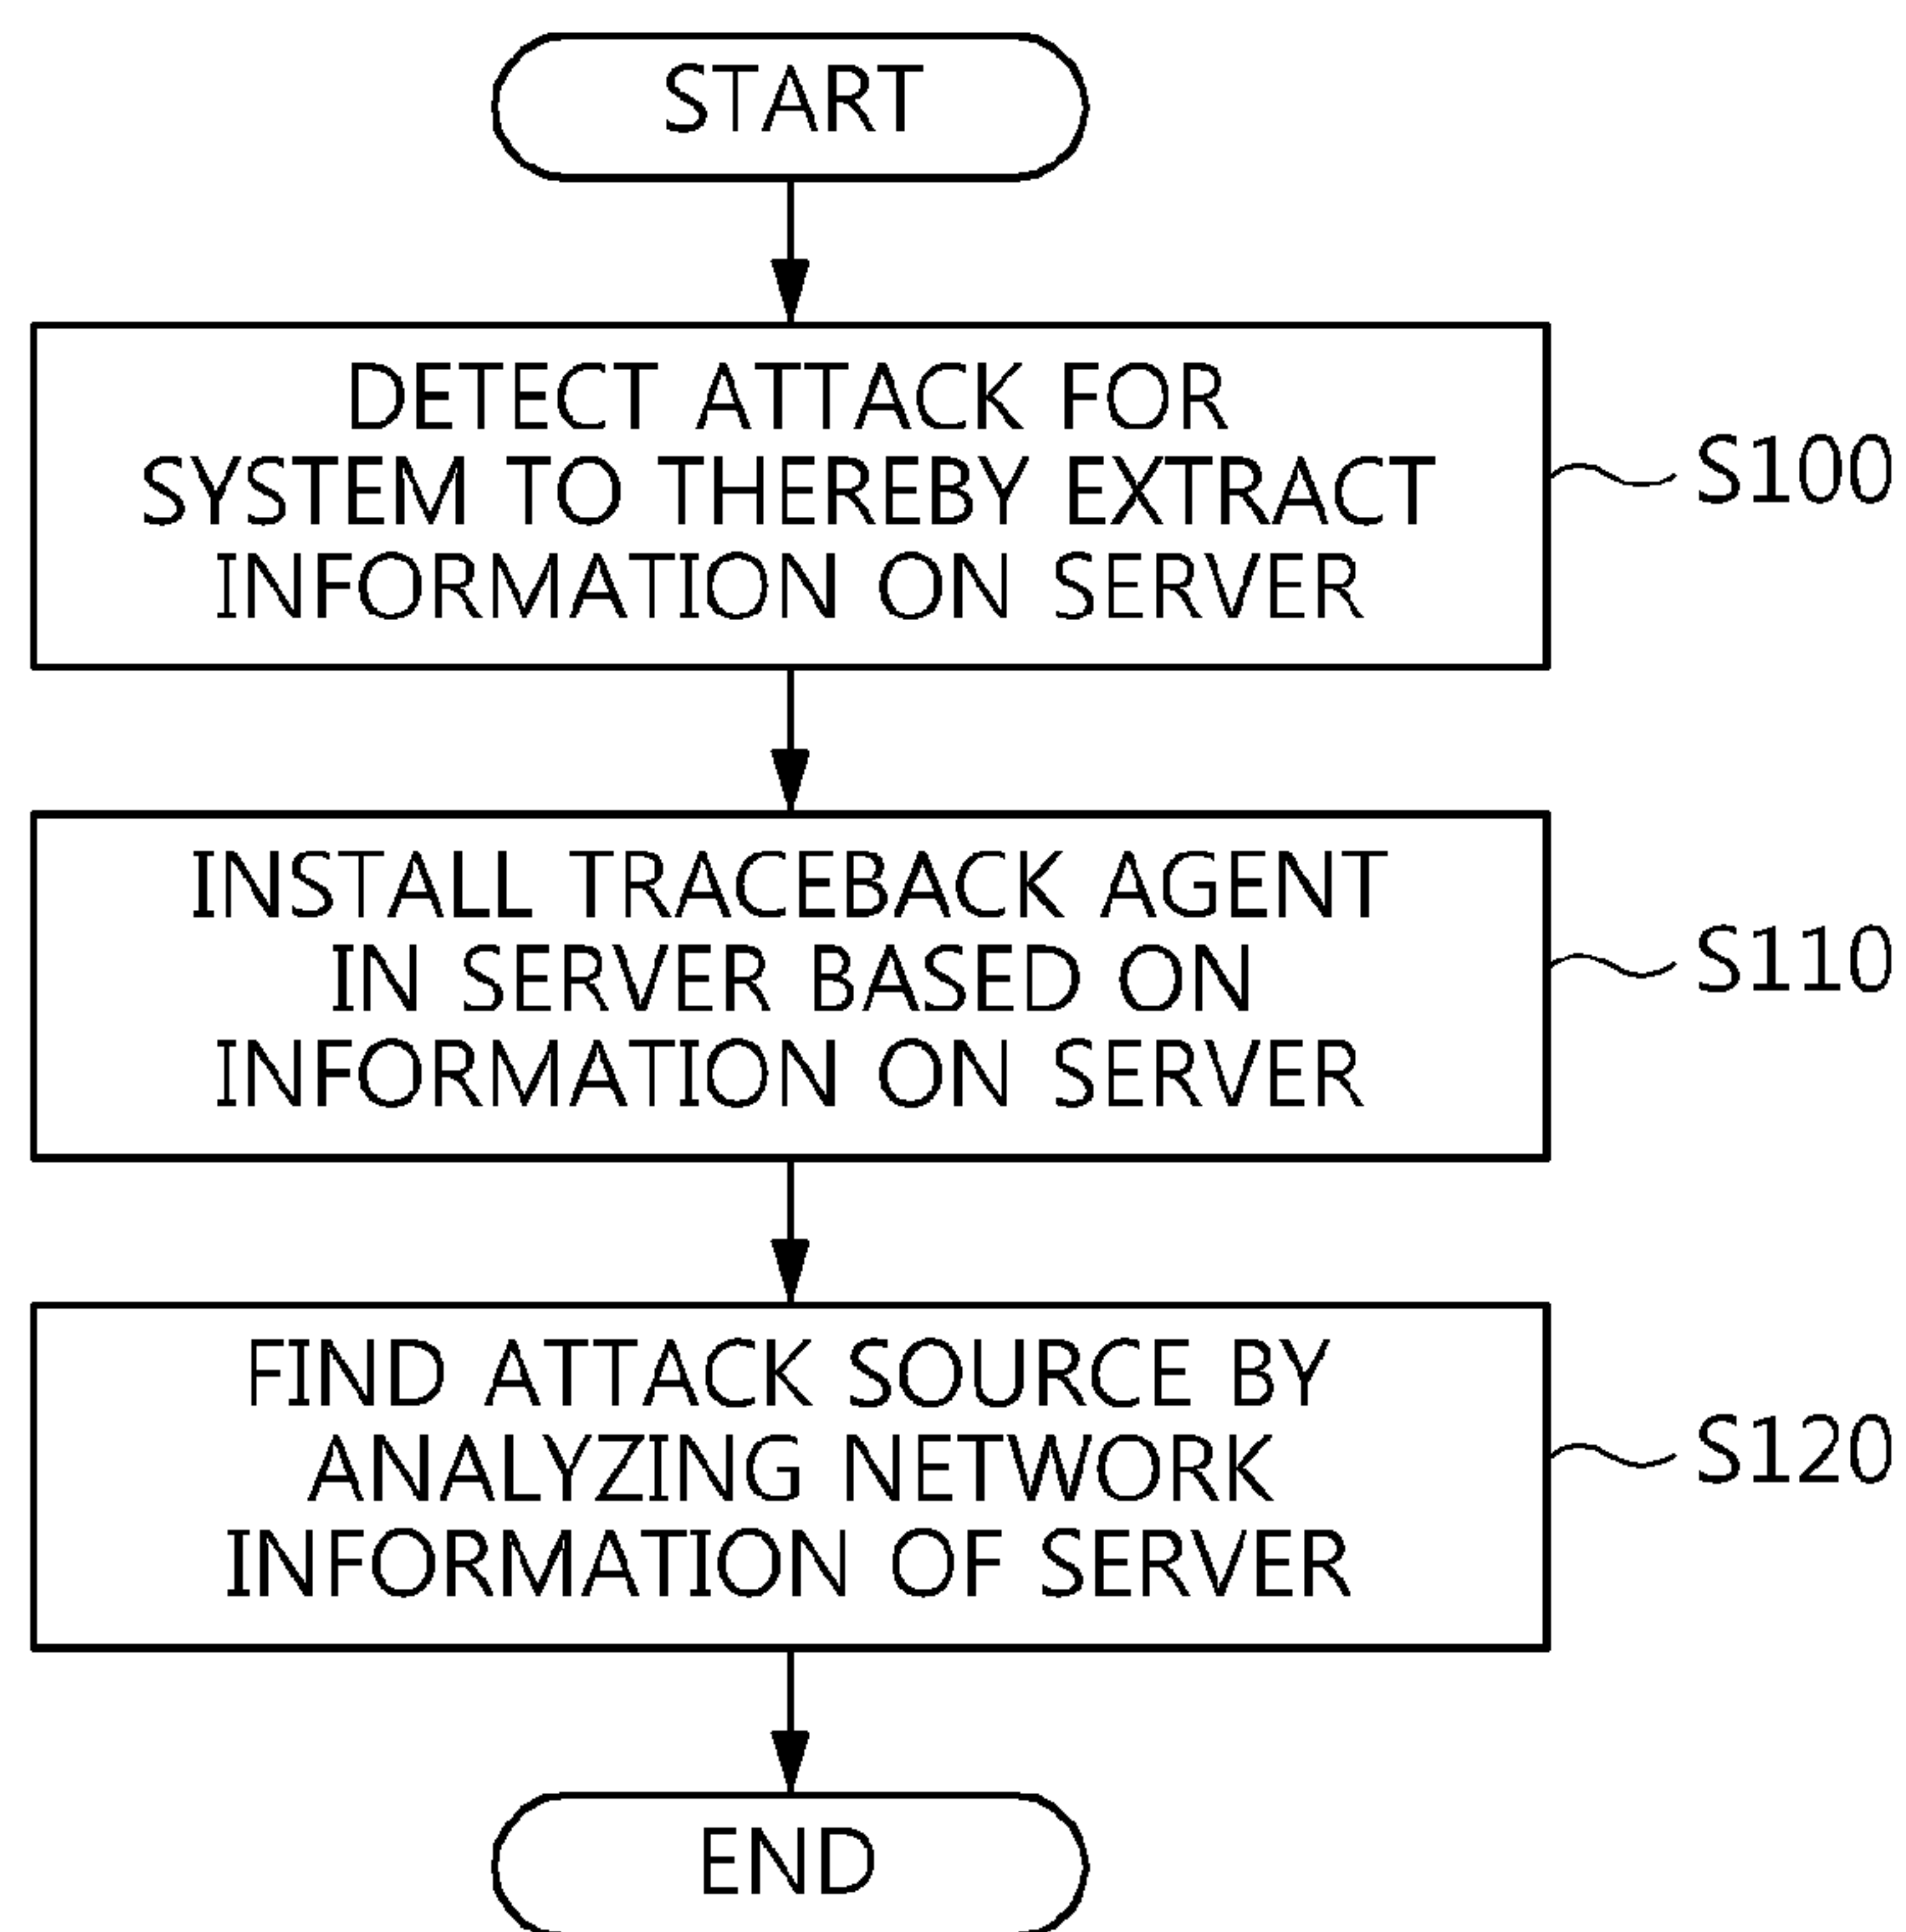 START
DETECT ATTACK FOR
SYSTEM TO THEREBY EXTRACT
INFORMATION ON SERVER
S100
INSTALL TRACEBACK AGENT
IN SERVER BASED ON
INFORMATION ON SERVER
S110
FIND ATTACK SOURCE BY
ANALYZING NETWORK
INFORMATION OF SERVER
S120
END